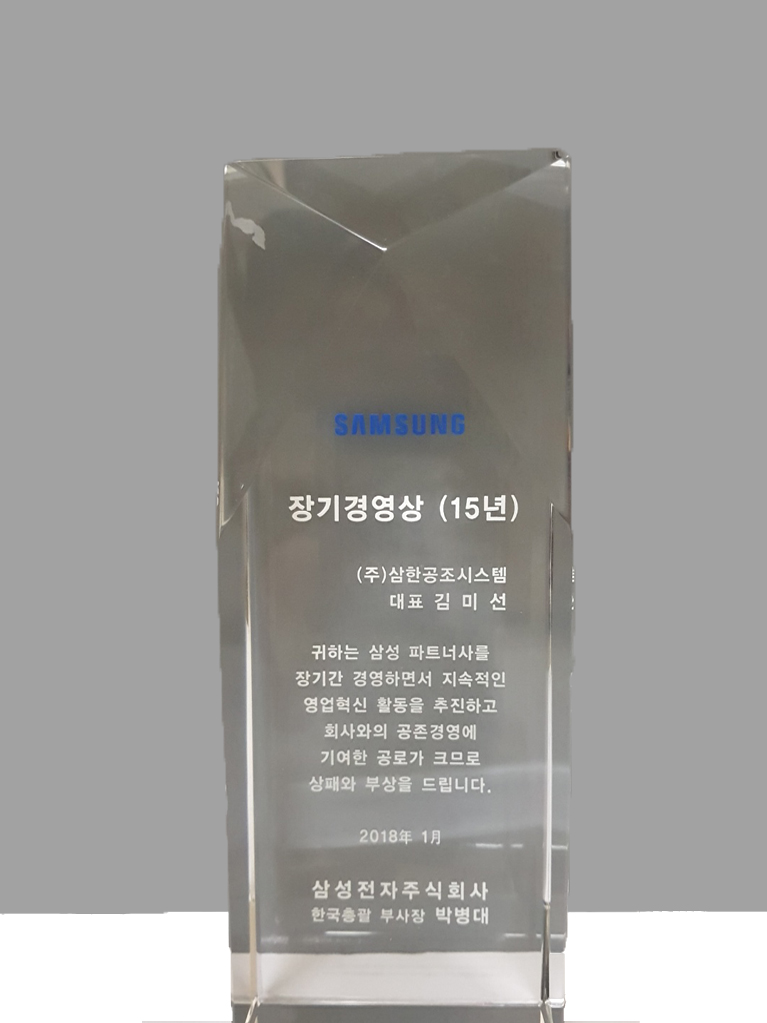 SAMSUNG
장기경영상 (15년)
(주)삼한공조시스템
대표 김 미 선
귀하는 삼성 파트너사를
장기간 경영하면서 지속적인
영업혁신 활동을 추진하고
회사와의 공존경영에
기여한 공로가 크므로
상패와 부상을 드립니다.
2018年 1月
삼성전자주식회사
한국총괄 부사장 박병대